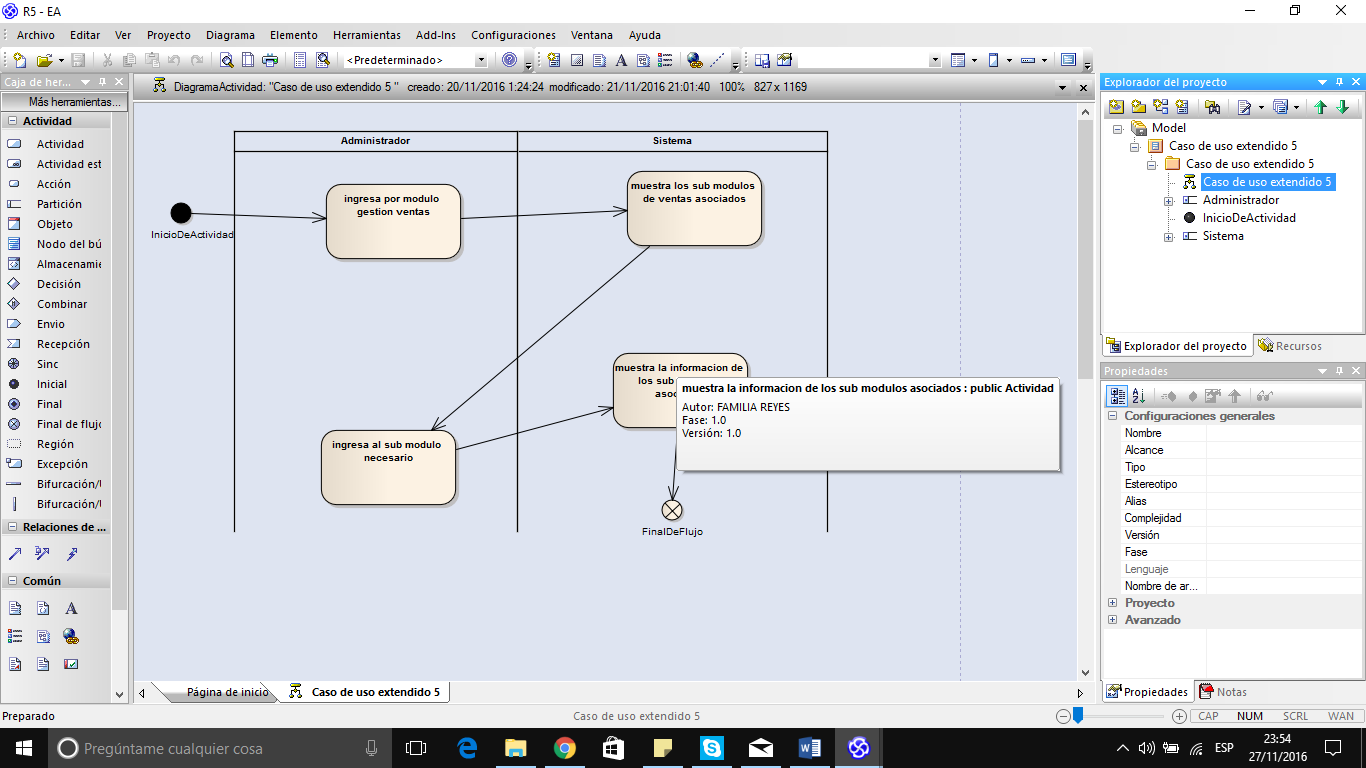 R5 - EA
Archivo Editar Ver Proyecto Diagrama Elemento Herramientas Add-Ins Configuraciones Ventana Ayuda
<Predeterminado>
Caja de her...
Más herramientas...
Actividad
Actividad
Actividad est
Acción
Partición
Objeto
Nodo del bú
Almacenamie
Decisión
Combinar
Envio
Recepción
Sinc
Inicial
Final
Final de flujo
Región
Excepción
Bifurcación/U
Bifurcación/U
Relaciones de ...
Común
DiagramaActividad: "Caso de uso extendido 5 " creado: 20/11/2016 1:24:24 modificado: 21/11/2016 21:01:40 100% 827 x 1169
Administrador
Sistema
InicioDeActividad
ingresa por modulo
gestion ventas
muestra los sub modulos
de ventas asociados
muestra la informacion de
los sub
asoc
ingresa al sub modulo
necesario
muestra la informacion de los sub modulos asociados : public Actividad
Autor: FAMILIA REYES
Fase: 1.0
Versión: 1.0
FinalDeFlujo
Página de inicio
Caso de uso extendido 5
Explorador del proyecto
Model
Caso de uso extendido 5
Caso de uso extendido 5
Caso de uso extendido 5
Administrador
InicioDeActividad
Sistema
Explorador del proyecto
Recursos
Propiedades
Configuraciones generales
Nombre
Alcance
Tipo
Estereotipo
Alias
Complejidad
Versión
Fase
Lenguaje
Nombre de ar...
Proyecto
Avanzado
Propiedades
Notas
Preparado
Caso de uso extendido 5
CAP NUM SCRL WAN
Pregúntame cualquier cosa
ESP
23:54
27/11/2016